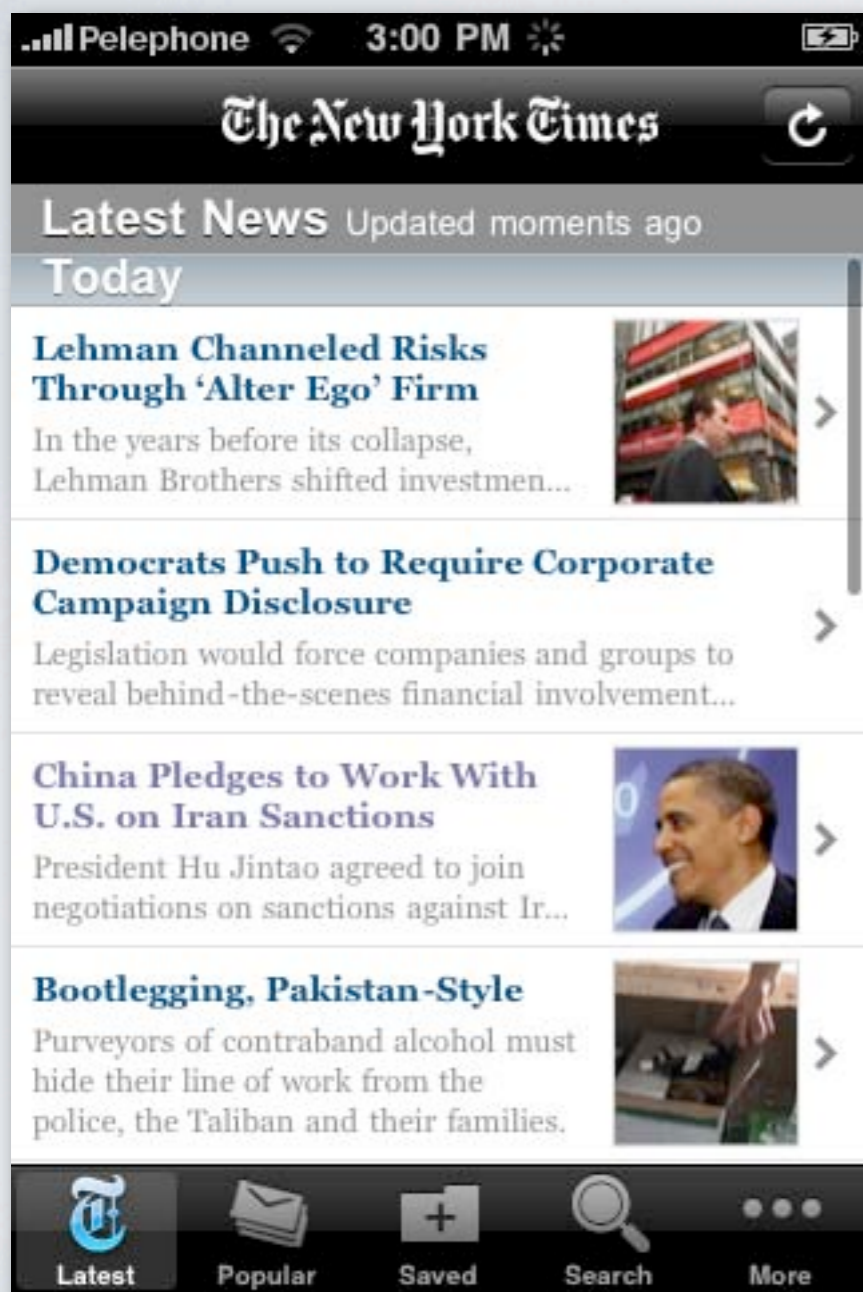 Pelephone 3:00 PM
The New York Times
Latest News Updated moments ago
Today
Lehman Channeled Risks
Through ‘Alter Ego’ Firm
In the years before its collapse,
Lehman Brothers shifted investmen...
Democrats Push to Require Corporate
Campaign Disclosure
Legislation would force companies and groups to
reveal behind-the-scenes financial involvement...
China Pledges to Work With
U.S. on Iran Sanctions
President Hu Jintao agreed to join
negotiations on sanctions against Ir...
Bootlegging, Pakistan-Style
Purveyors of contraband alcohol must
hide their line of work from the
police, the Taliban and their families.
Latest Popular Saved Search More